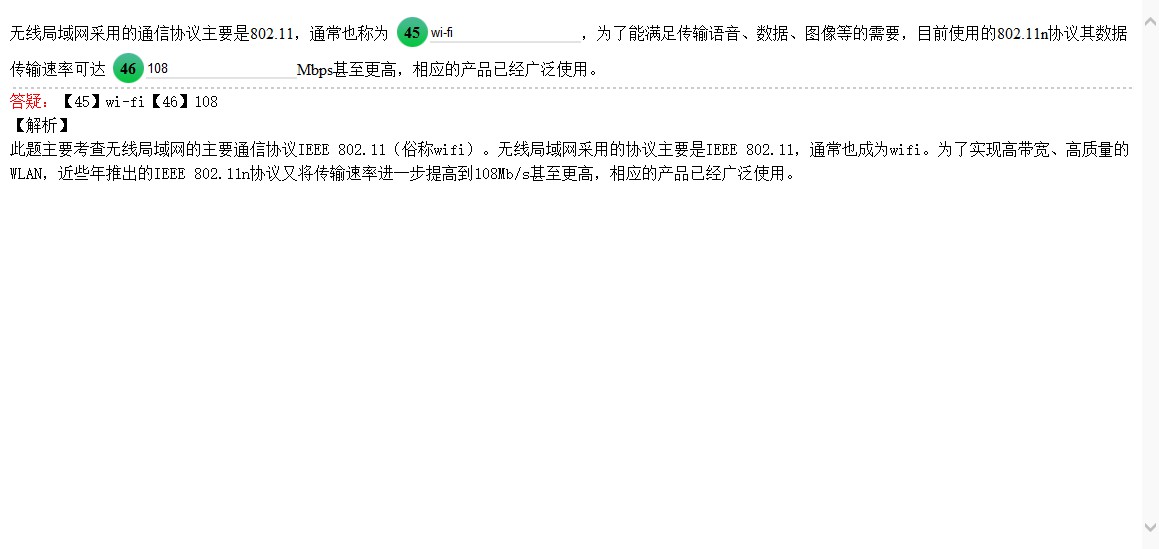 无线局域网采用的通信协议主要是802.11，通常也称为 45 wi-fi ，为了能满足传输语音、数据、图像等的需要，目前使用的802.11n协议其数据
传输速率可达 46 108 Mbps甚至更高，相应的产品已经广泛使用。
答疑：【45】wi-fi【46】108
【解析】
此题主要考查无线局域网的主要通信协议IEEE 802.11（俗称wifi）。无线局域网采用的协议主要是IEEE 802.11，通常也成为wifi。为了实现高带宽、高质量的
WLAN，近些年推出的IEEE 802.11n协议又将传输速率进一步提高到108Mb/s甚至更高，相应的产品已经广泛使用。